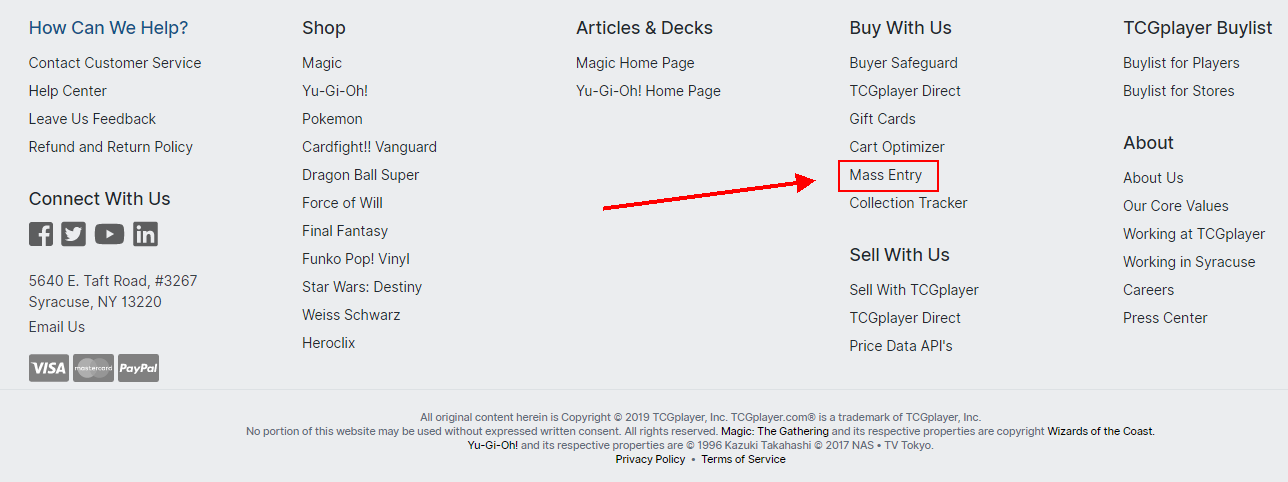 How Can We Help?
Contact Customer Service
Help Center
Leave Us Feedback
Refund and Return Policy
Connect With Us
5640 E. Taft Road, #3267
Syracuse, NY 13220
Email Us
VISA mastercard PayPal
Shop
Magic
Yu-Gi-Oh!
Pokemon
Cardfight!! Vanguard
Dragon Ball Super
Force of Will
Final Fantasy
Funko Pop! Vinyl
Star Wars: Destiny
Weiss Schwarz
Heroclix
Articles & Decks
Magic Home Page
Yu-Gi-Oh! Home Page
Buy With Us
Buyer Safeguard
TCGplayer Direct
Gift Cards
Cart Optimizer
Mass Entry
Collection Tracker
Sell With Us
Sell With TCGplayer
TCGplayer Direct
Price Data API's
TCGplayer Buylist
Buylist for Players
Buylist for Stores
About
About Us
Our Core Values
Working at TCGplayer
Working in Syracuse
Careers
Press Center
All original content herein is Copyright © 2019 TCGplayer, Inc. TCGplayer.com® is a trademark of TCGplayer, Inc.
No portion of this website may be used without expressed written consent. All rights reserved. Magic: The Gathering and its respective properties are copyright Wizards of the Coast.
Yu-Gi-Oh! and its respective properties are © 1996 Kazuki Takahashi © 2017 NAS • TV Tokyo.
Privacy Policy • Terms of Service